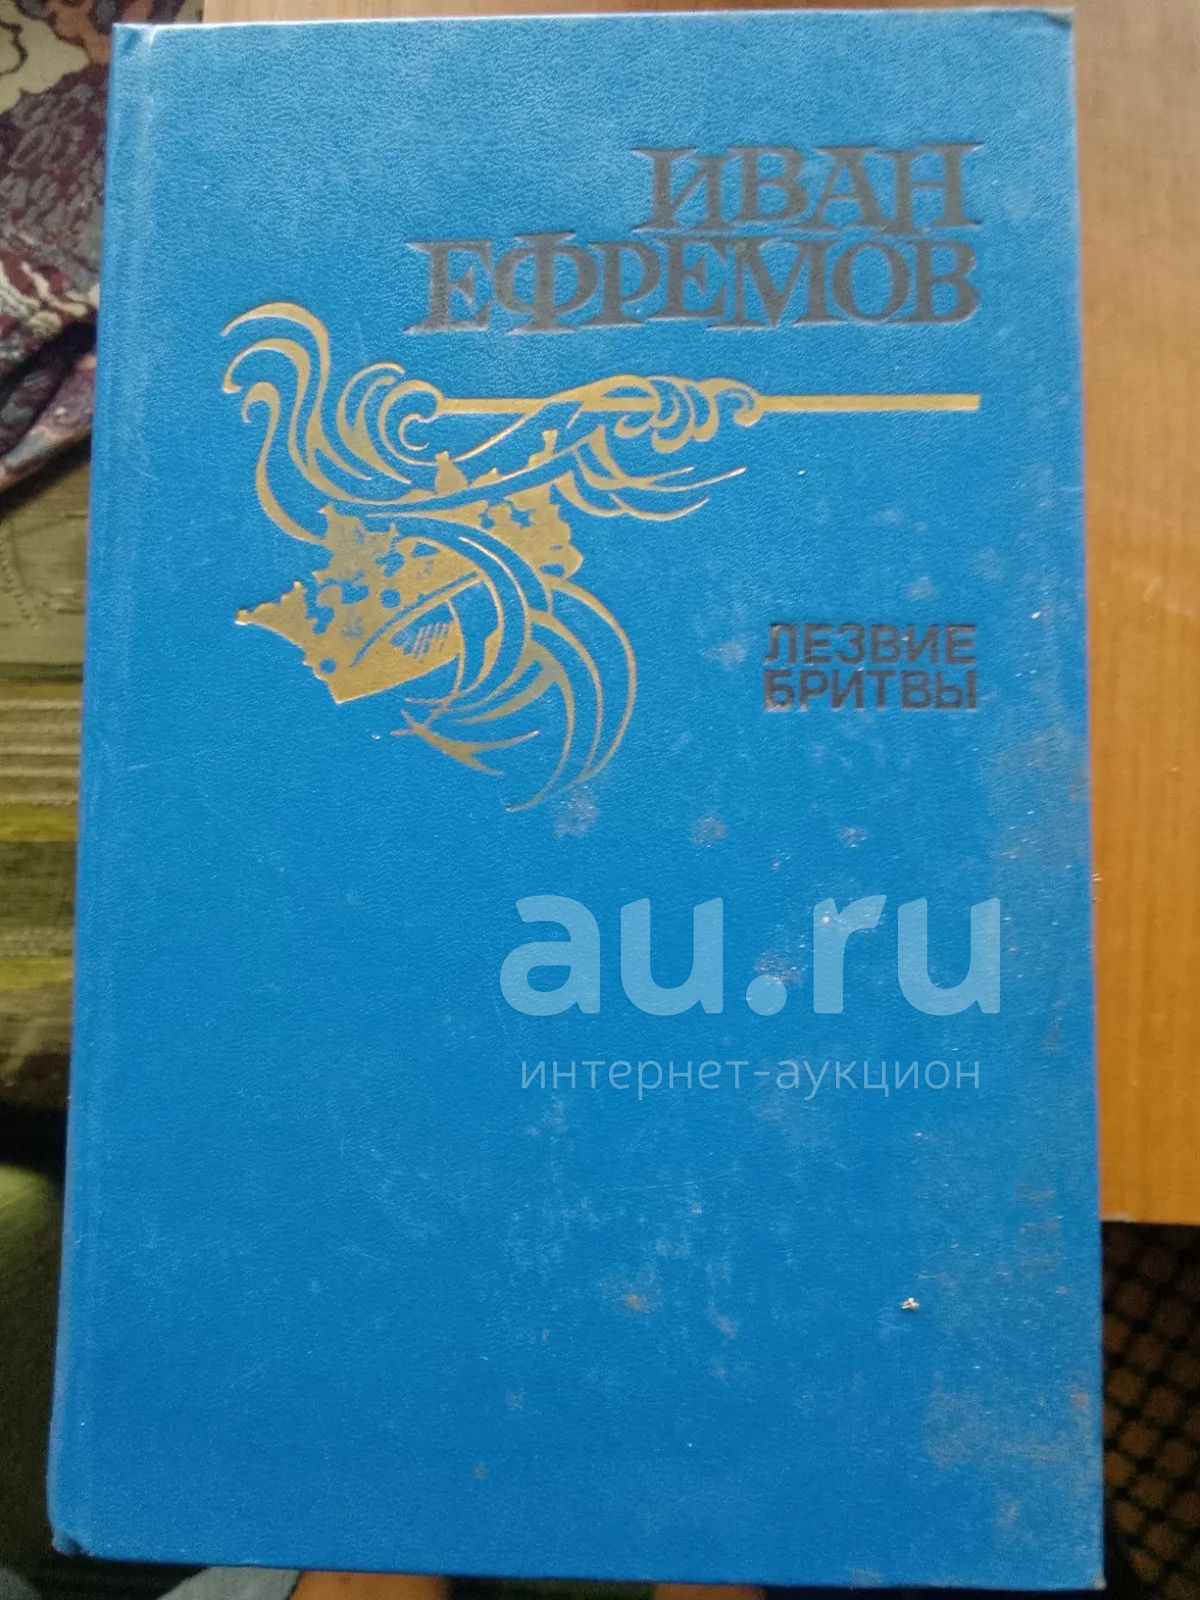 ИВАН
ЕФРЕМОВ
ЛЕЗВИЕ
БРИТВЫ
au.ru
интернет-аукцион